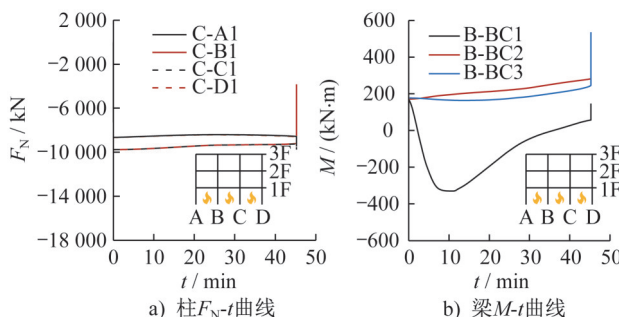 2 000
-2 000
-6 000
-10 000
-14 000
-18 000
F_N / kN
C-A1
C-B1
C-C1
C-D1
3F
2F
1F
A B C D
0 10 20 30 40 50
t / min
a) 柱F_N-t曲线
600
400
200
0
-200
-400
-600
M / (kN·m)
B-BC1
B-BC2
B-BC3
3F
2F
1F
A B C D
0 10 20 30 40 50
t / min
b) 梁M-t曲线